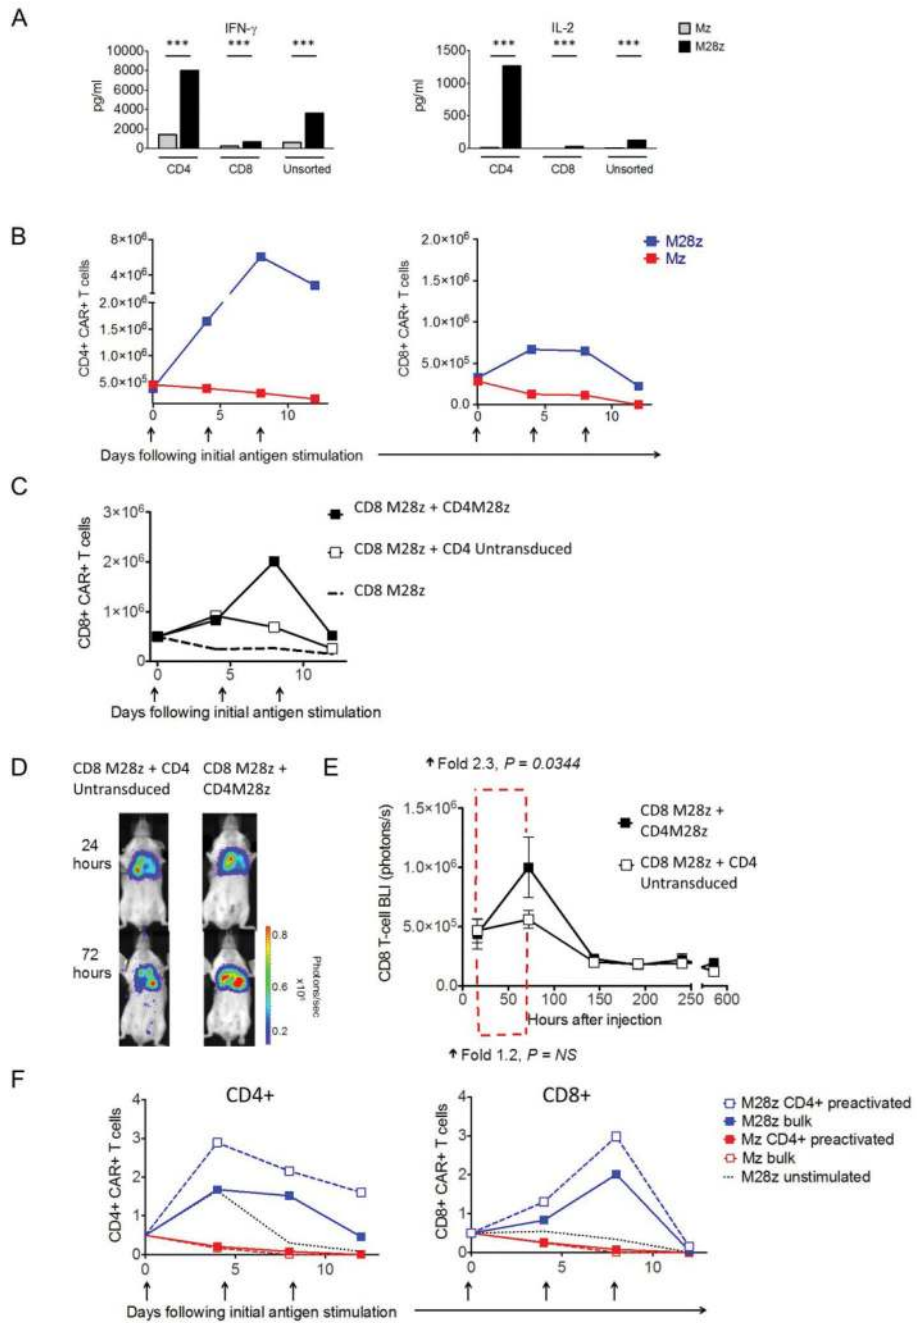 A
IFN-γ
IL-2
Mz
M28z
*** *** ***
*** *** ***
pg/ml
10000
8000
6000
4000
2000
0
CD4 CD8 Unsorted
pg/ml
1500
1000
500
0
CD4 CD8 Unsorted
B
CD4+ CAR+ T cells
8×10⁶
6×10⁶
4×10⁶
2.0×10⁶
1.0×10⁶
5.0×10⁵
0 5 10
CD8+ CAR+ T cells
2.0×10⁶
1.5×10⁶
1.0×10⁶
5.0×10⁵
0.0
0 5 10
M28z
Mz
Days following initial antigen stimulation
C
CD8+ CAR+ T cells
3×10⁶
2×10⁶
1×10⁶
0
0 5 10
CD8 M28z + CD4M28z
CD8 M28z + CD4 Untransduced
CD8 M28z
Days following initial antigen stimulation
D
CD8 M28z + CD4
Untransduced
CD8 M28z +
CD4M28z
24
hours
72
hours
0.8
0.6
0.2
Photons/sec
E
↑ Fold 2.3, P = 0.0344
CD8 T-cell BLI (photons/s)
1.5×10⁶
1.0×10⁶
5.0×10⁵
0.0
0 50 100 150 200 250 600
Hours after injection
CD8 M28z +
CD4M28z
CD8 M28z + CD4
Untransduced
↑ Fold 1.2, P = NS
F
CD4+
CD4+ CAR+ T cells
4
3
2
1
0
0 5 10
CD8+
CD8+ CAR+ T cells
4
3
2
1
0
0 5 10
M28z CD4+ preactivated
M28z bulk
Mz CD4+ preactivated
Mz bulk
M28z unstimulated
Days following initial antigen stimulation